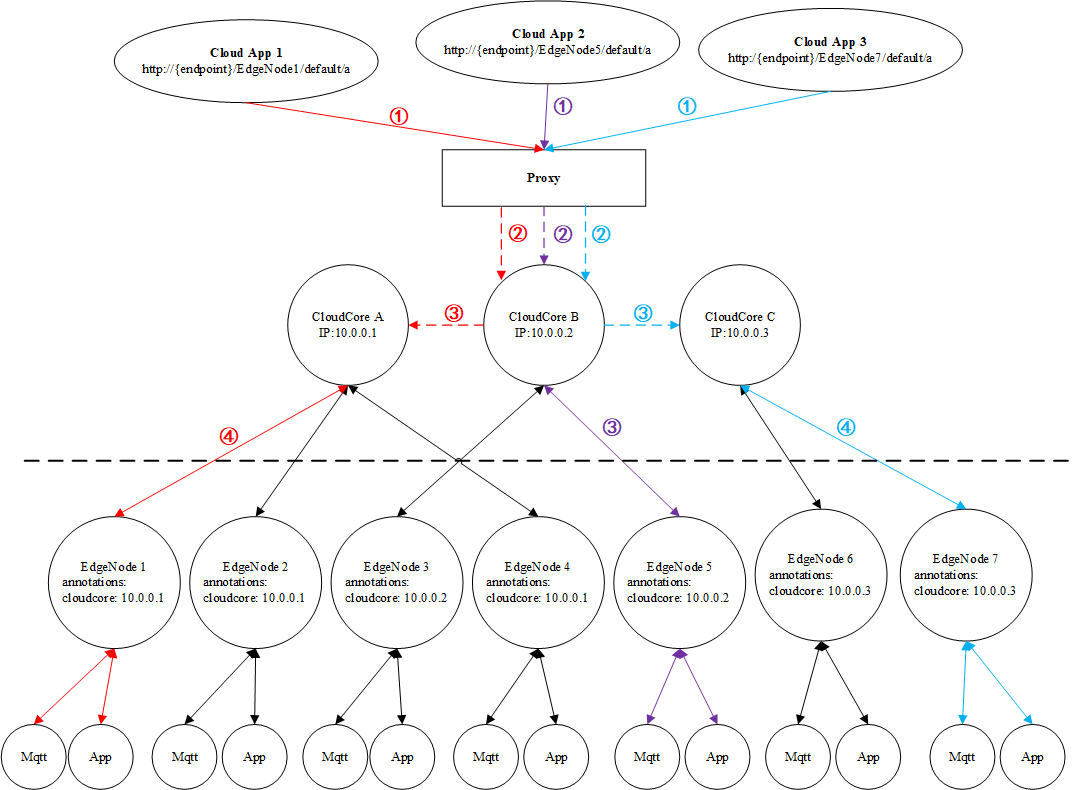 Cloud App 1
http://{endpoint}/EdgeNode1/default/a
Cloud App 2
http://{endpoint}/EdgeNode5/default/a
Cloud App 3
http:/{endpoint}/EdgeNode7/default/a
①
①
①
Proxy
②
②
②
CloudCore A
IP:10.0.0.1
③
CloudCore B
IP:10.0.0.2
③
CloudCore C
IP:10.0.0.3
④
③
④
EdgeNode 1
annotations:
cloudcore: 10.0.0.1
EdgeNode 2
annotations:
cloudcore: 10.0.0.1
EdgeNode 3
annotations:
cloudcore: 10.0.0.2
EdgeNode 4
annotations:
cloudcore: 10.0.0.1
EdgeNode 5
annotations:
cloudcore: 10.0.0.2
EdgeNode 6
annotations:
cloudcore: 10.0.0.3
EdgeNode 7
annotations:
cloudcore: 10.0.0.3
Mqtt
App
Mqtt
App
Mqtt
App
Mqtt
App
Mqtt
App
Mqtt
App
Mqtt
App